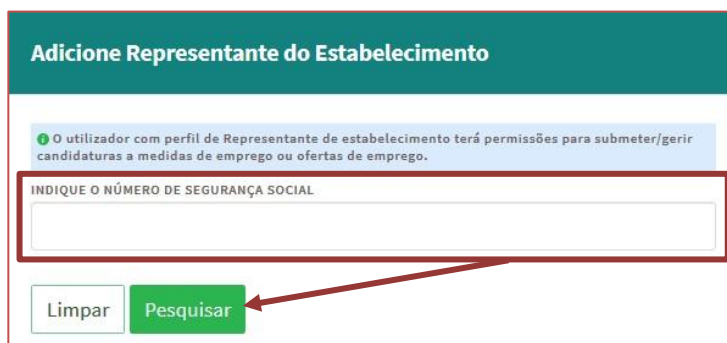 Adicione Representante do Estabelecimento
O utilizador com perfil de Representante de estabelecimento terá permissões para submeter/gerir
candidaturas a medidas de emprego ou ofertas de emprego.
INDIQUE O NÚMERO DE SEGURANÇA SOCIAL
Limpar Pesquisar